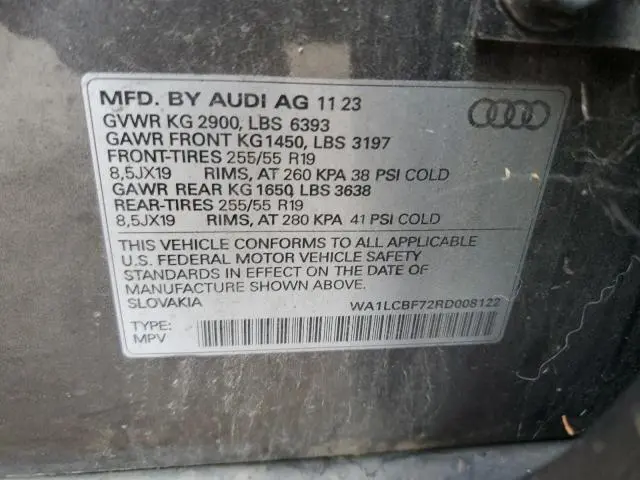 MFD. BY AUDI AG 11 23
GVWR KG 2900, LBS 6393
GAWR FRONT KG1450, LBS 3197
FRONT-TIRES 255/55 R19
8,5JX19 RIMS, AT 260 KPA 38 PSI COLD
GAWR REAR KG 1650 LBS 3638
REAR-TIRES 255/55 R19
8,5JX19 RIMS, AT 280 KPA 41 PSI COLD
THIS VEHICLE CONFORMS TO ALL APPLICABLE
U.S. FEDERAL MOTOR VEHICLE SAFETY
STANDARDS IN EFFECT ON THE DATE OF
MANUFACTURE SHOWN ABOVE.
SLOVAKIA WA1LCBF72RD008122
TYPE:
MPV